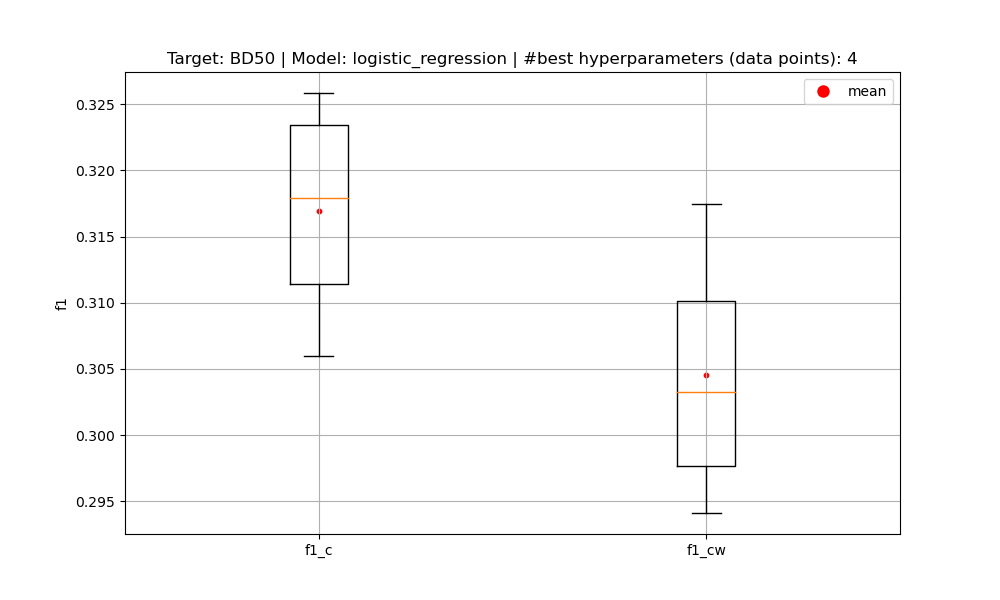 Target: BD50 | Model: logistic_regression | #best hyperparameters (data points): 4
mean
0.325
0.320
0.315
0.310
0.305
0.300
0.295
f1
f1_c
f1_cw